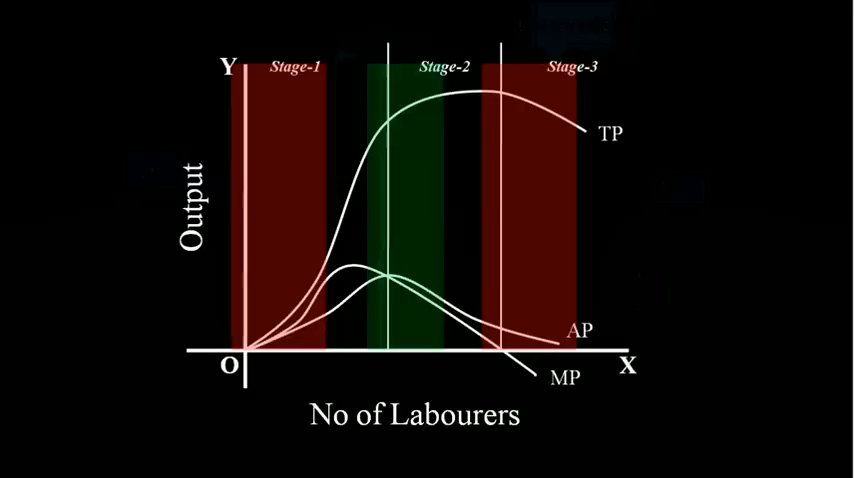 Y
Stage-1
Stage-2
Stage-3
TP
Output
AP
O
X
MP
No of Labourers